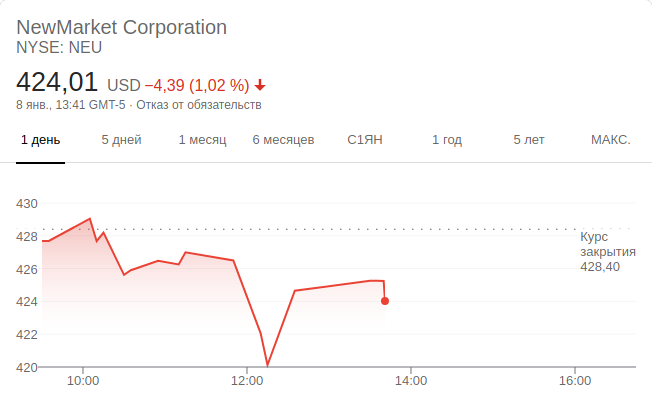 NewMarket Corporation
NYSE: NEU
424,01 USD −4,39 (1,02 %)
8 янв., 13:41 GMT-5 · Отказ от обязательств
1 день 5 дней 1 месяц 6 месяцев С1ЯН 1 год 5 лет МАКС.
430
428
426
424
422
420
Курс
закрытия
428,40
10:00 12:00 14:00 16:00